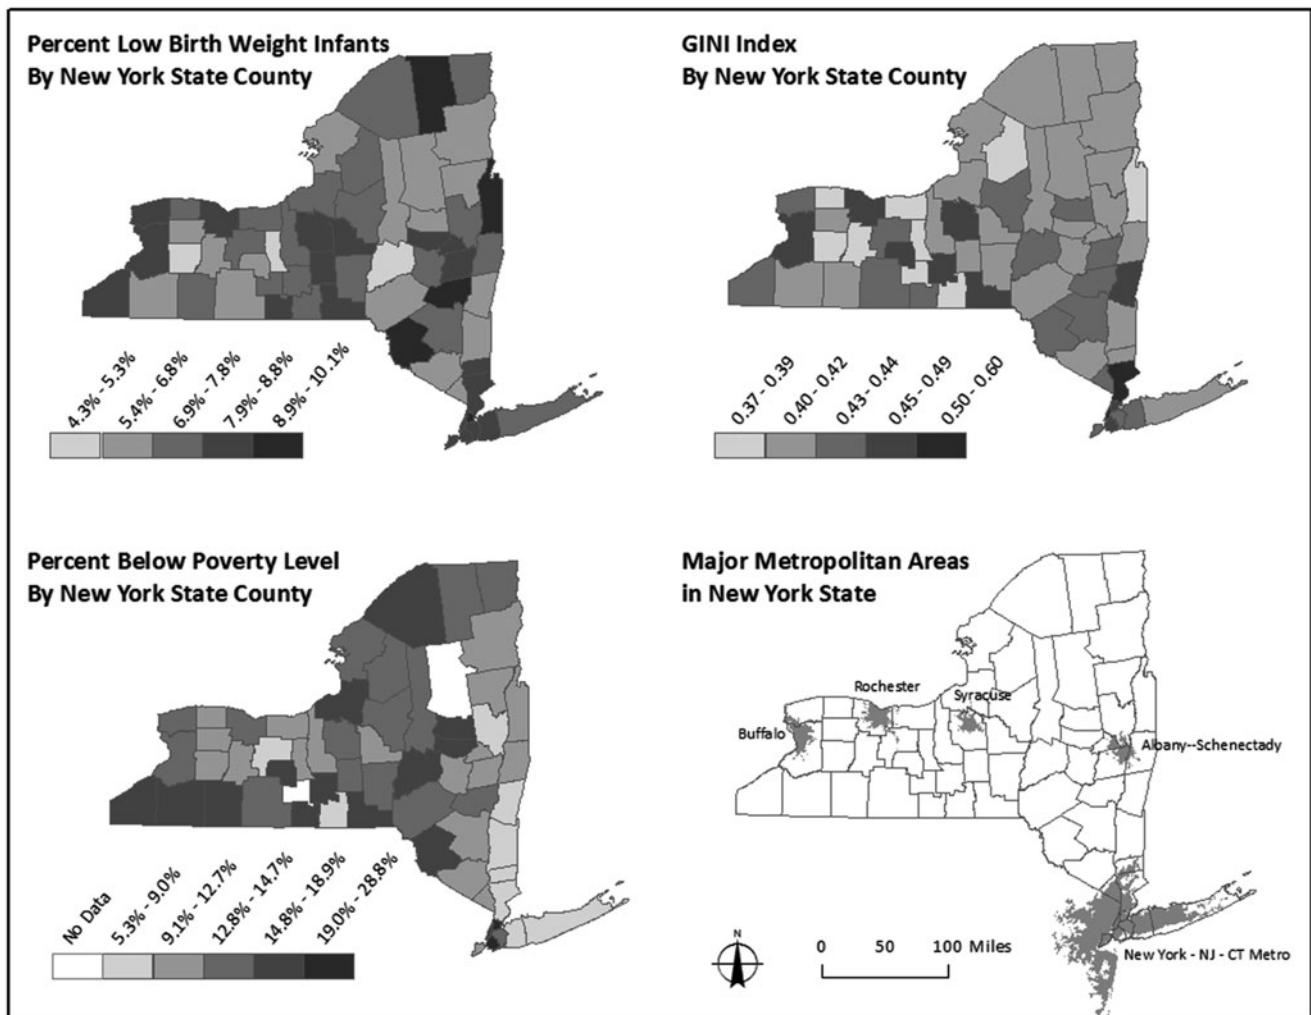 Percent Low Birth Weight Infants
By New York State County
4.3% - 5.3%
5.4% - 6.8%
6.9% - 7.8%
7.9% - 8.8%
8.9% - 10.1%
GINI Index
By New York State County
0.37 - 0.39
0.40 - 0.42
0.43 - 0.44
0.45 - 0.49
0.50 - 0.60
Percent Below Poverty Level
By New York State County
No Data
5.3% - 9.0%
9.1% - 12.7%
12.8% - 14.7%
14.8% - 18.9%
19.0% - 28.8%
Major Metropolitan Areas
in New York State
Rochester
Syracuse
Buffalo
Albany--Schenectady
New York - NJ - CT Metro
N
0 50 100 Miles